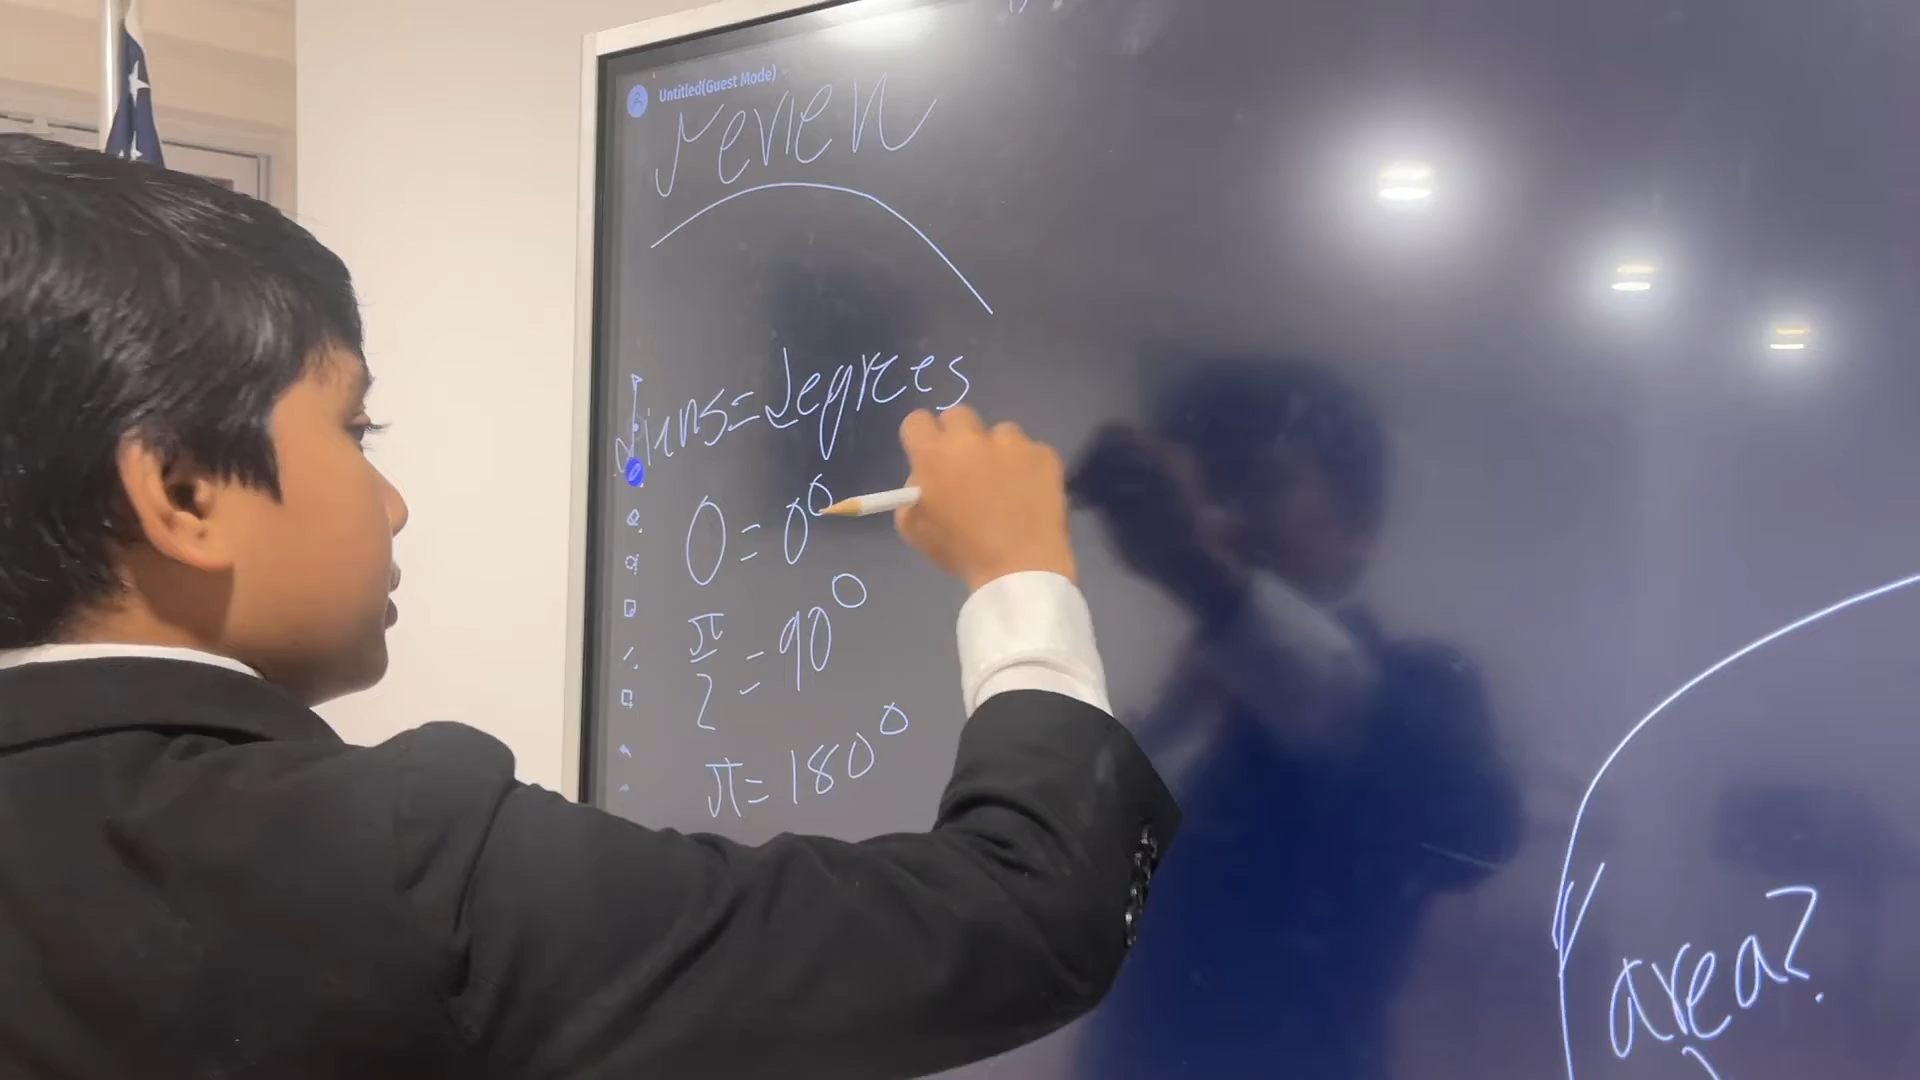 Untitled(Guest Mode)
review
dians=degrees
0=0°
π/2=90°
π=180°
area?